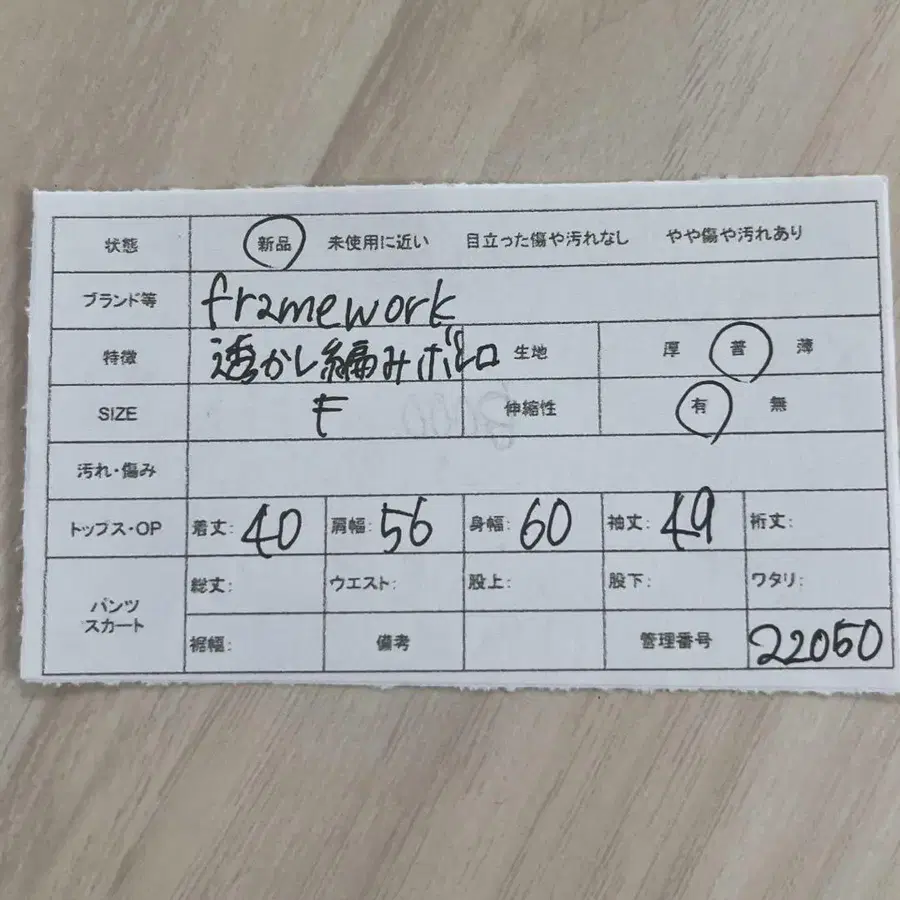 状態 新品 未使用に近い 目立った傷や汚れなし やや傷や汚れあり
ブランド等 framework
特徴 透かし編みボレロ 生地 厚 普 薄
SIZE F 伸縮性 有 無
汚れ・傷み
トップス・OP 着丈: 40 肩幅: 56 身幅: 60 袖丈: 49 裄丈:
パンツ スカート 総丈: ウエスト: 股上: 股下: ワタリ:
裾幅: 備考 管理番号 22050